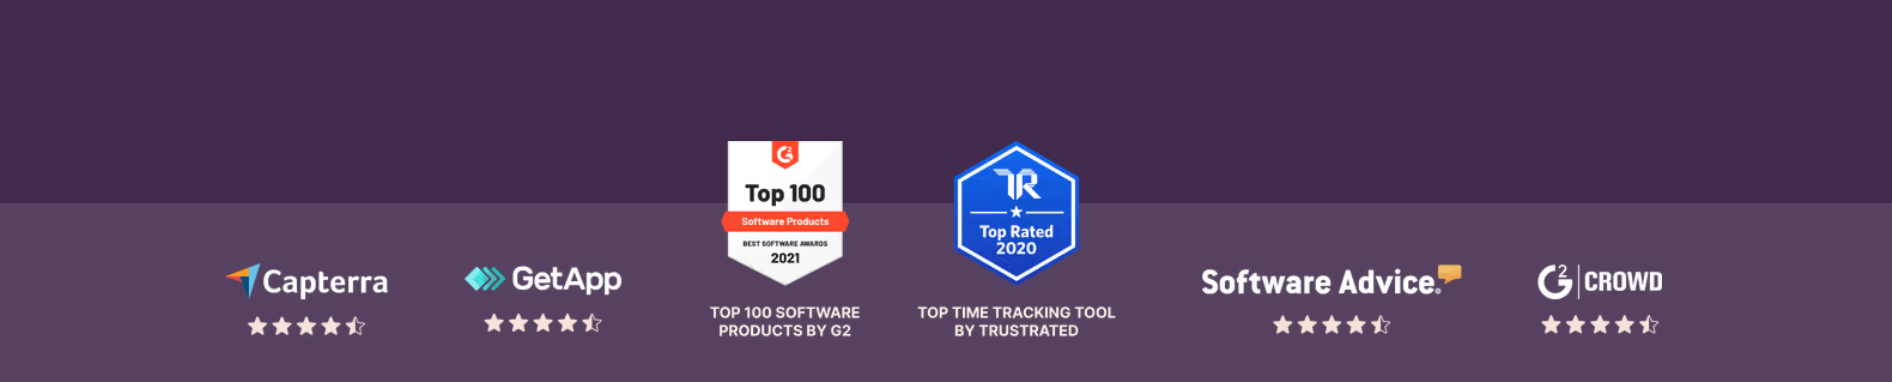 Capterra
GetApp
G2
Top 100
Software Products
BEST SOFTWARE AWARDS
2021
TOP 100 SOFTWARE
PRODUCTS BY G2
TR
Top Rated
2020
TOP TIME TRACKING TOOL
BY TRUSTRATED
Software Advice.
G2 CROWD